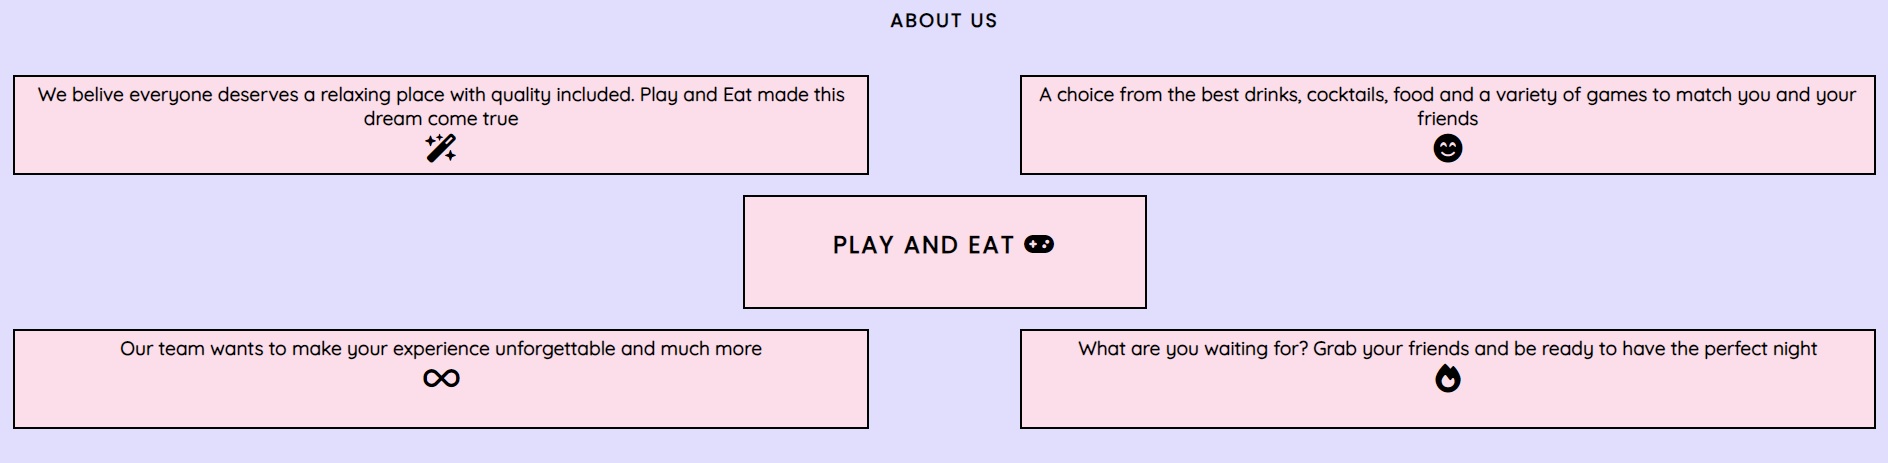 ABOUT US
We belive everyone deserves a relaxing place with quality included. Play and Eat made this
dream come true
A choice from the best drinks, cocktails, food and a variety of games to match you and your
friends
PLAY AND EAT
Our team wants to make your experience unforgettable and much more
What are you waiting for? Grab your friends and be ready to have the perfect night